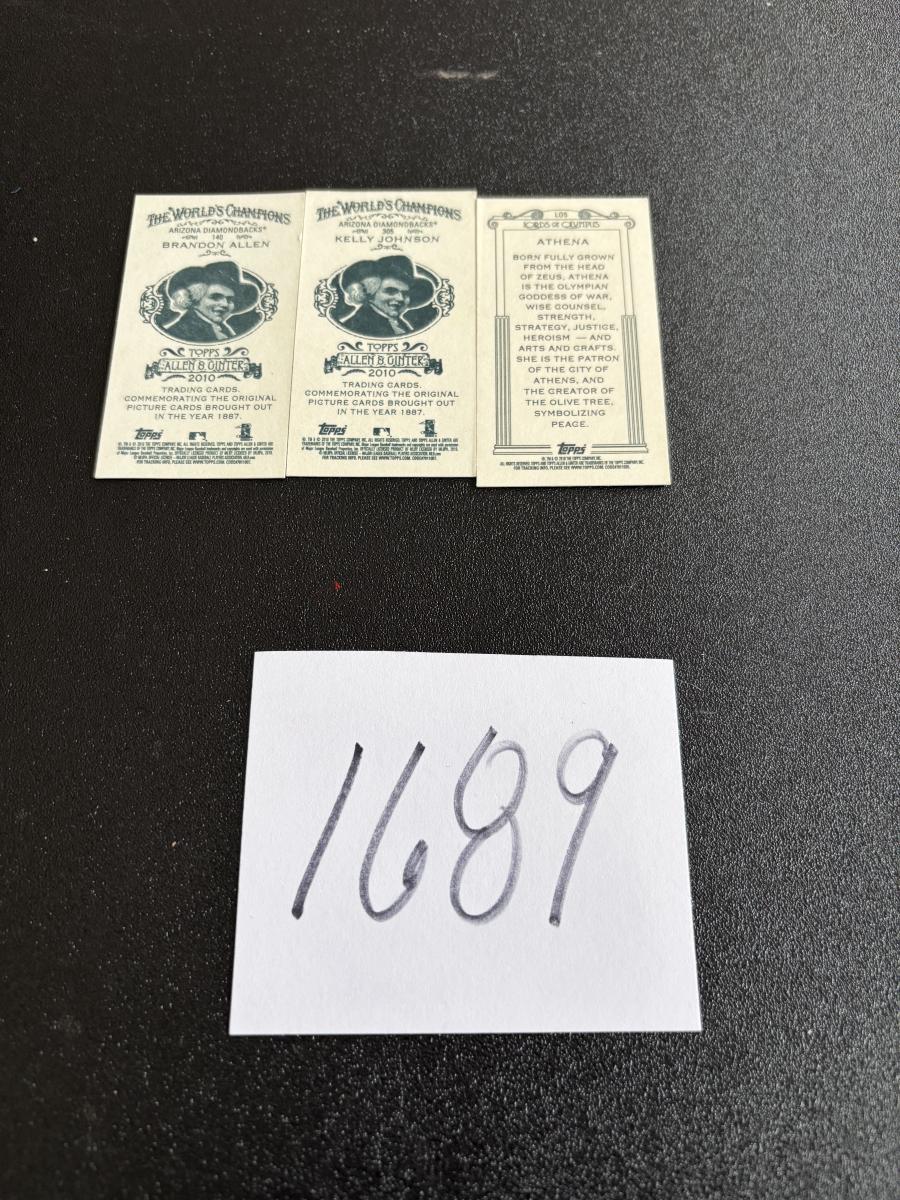 THE WORLD'S CHAMPIONS
ARIZONA DIAMONDBACKS®
140
BRANDON ALLEN
TOPPS
ALLEN & GINTER
2010
TRADING CARDS.
COMMEMORATING THE ORIGINAL
PICTURE CARDS BROUGHT OUT
IN THE YEAR 1887.
Topps
THE WORLD'S CHAMPIONS
ARIZONA DIAMONDBACKS®
305
KELLY JOHNSON
TOPPS
ALLEN & GINTER
2010
TRADING CARDS.
COMMEMORATING THE ORIGINAL
PICTURE CARDS BROUGHT OUT
IN THE YEAR 1887.
Topps
LO5
LORDS OF OLYMPUS
ATHENA
BORN FULLY GROWN
FROM THE HEAD
OF ZEUS, ATHENA
IS THE OLYMPIAN
GODDESS OF WAR,
WISE COUNSEL,
STRENGTH,
STRATEGY, JUSTICE,
HEROISM — AND
ARTS AND CRAFTS.
SHE IS THE PATRON
OF THE CITY OF
ATHENS, AND
THE CREATOR OF
THE OLIVE TREE,
SYMBOLIZING
PEACE.
Topps
1689